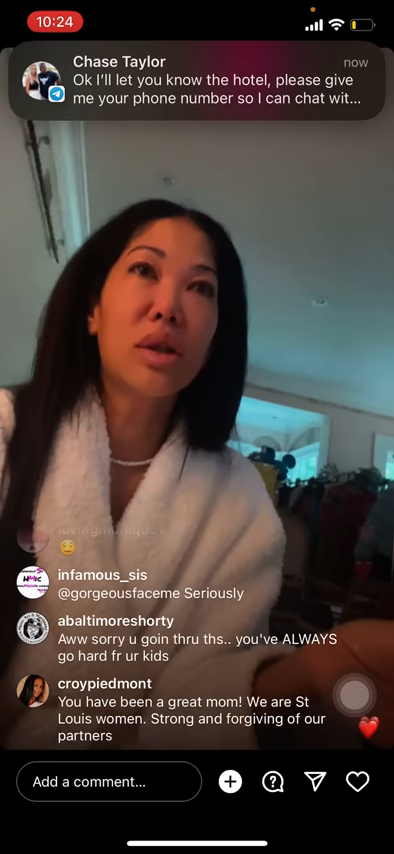 10:24
Chase Taylor
now
Ok I'll let you know the hotel, please give
me your phone number so I can chat wit...
infamous_sis
@gorgeousfaceme Seriously
abaltimoreshorty
Aww sorry u goin thru ths.. you've ALWAYS
go hard fr ur kids
croypiedmont
You have been a great mom! We are St
Louis women. Strong and forgiving of our
partners
Add a comment...